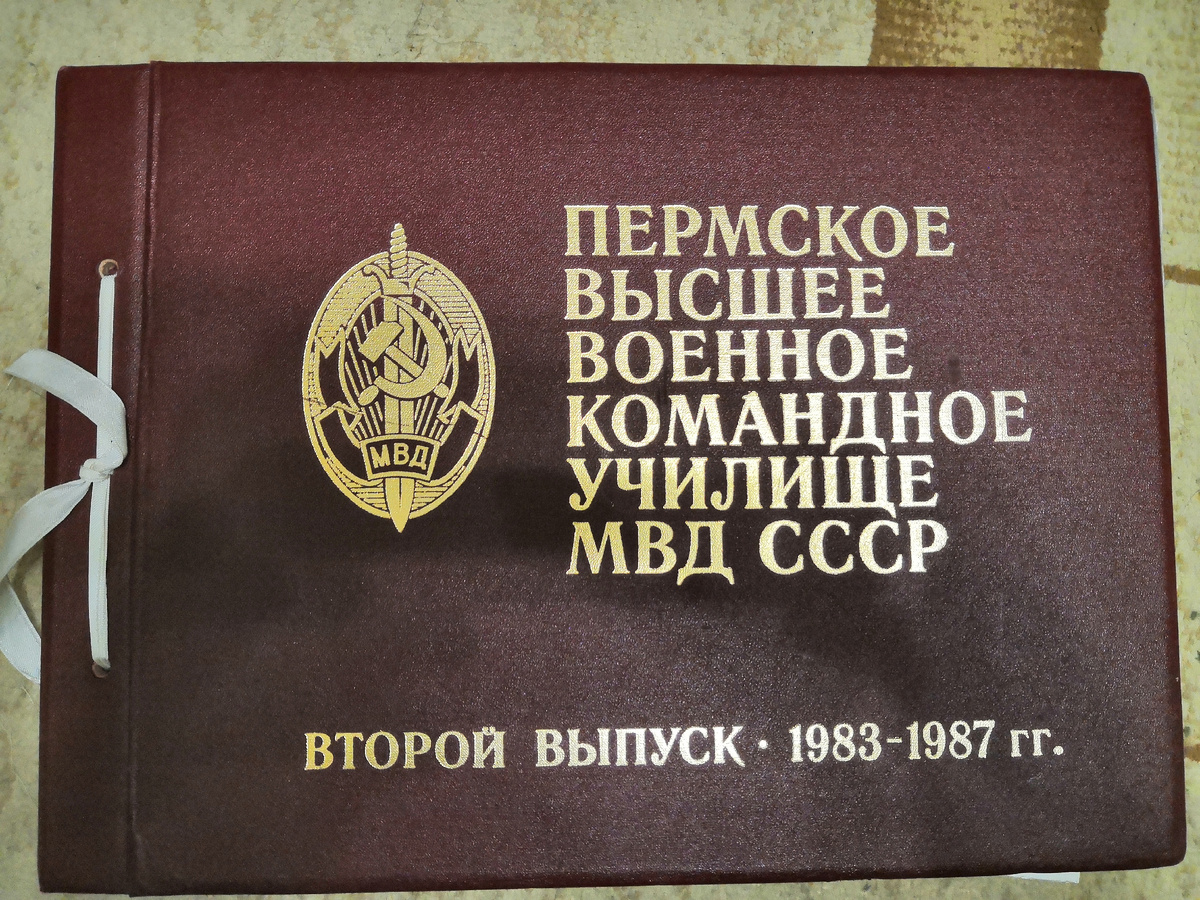 ПЕРМСКОЕ
ВЫСШЕЕ
ВОЕННОЕ
КОМАНДНОЕ
УЧИЛИЩЕ
МВД СССР
МВД
ВТОРОЙ ВЫПУСК · 1983-1987 гг.